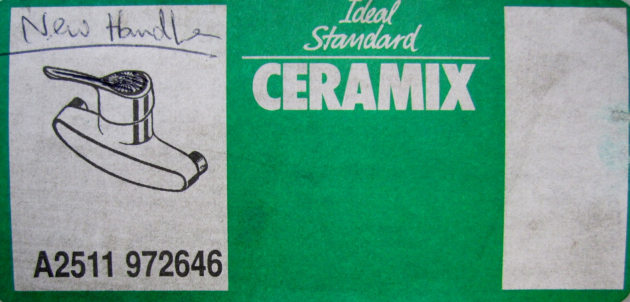 New Handle
Ideal
Standard
CERAMIX
A2511 972646